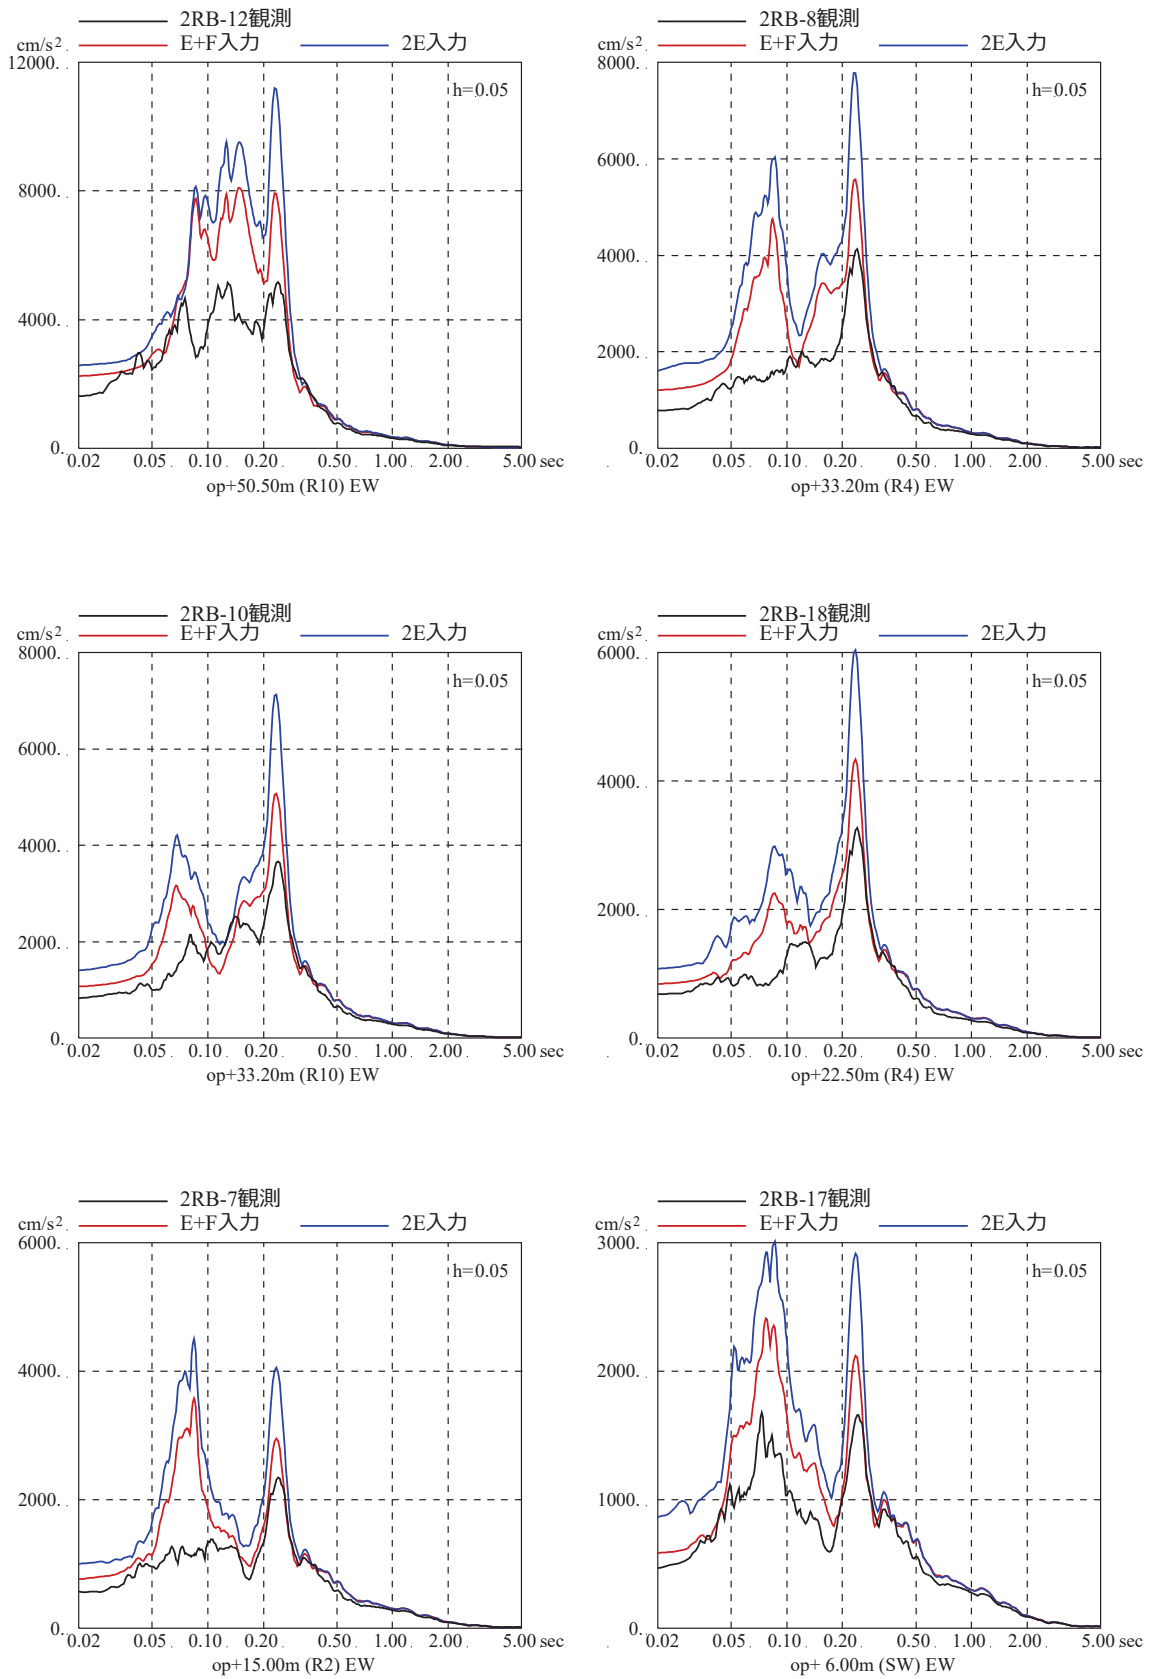 2RB-12観測
cm/s² E+F入力 2E入力
12000.
h=0.05
8000.
4000.
0.
0.02 0.05 0.10 0.20 0.50 1.00 2.00 5.00 sec
op+50.50m (R10) EW
2RB-8観測
cm/s² E+F入力 2E入力
8000.
h=0.05
6000.
4000.
2000.
0.
0.02 0.05 0.10 0.20 0.50 1.00 2.00 5.00 sec
op+33.20m (R4) EW
2RB-10観測
cm/s² E+F入力 2E入力
8000.
h=0.05
6000.
4000.
2000.
0.
0.02 0.05 0.10 0.20 0.50 1.00 2.00 5.00 sec
op+33.20m (R10) EW
2RB-18観測
cm/s² E+F入力 2E入力
6000.
h=0.05
4000.
2000.
0.
0.02 0.05 0.10 0.20 0.50 1.00 2.00 5.00 sec
op+22.50m (R4) EW
2RB-7観測
cm/s² E+F入力 2E入力
6000.
h=0.05
4000.
2000.
0.
0.02 0.05 0.10 0.20 0.50 1.00 2.00 5.00 sec
op+15.00m (R2) EW
2RB-17観測
cm/s² E+F入力 2E入力
3000.
h=0.05
2000.
1000.
0.
0.02 0.05 0.10 0.20 0.50 1.00 2.00 5.00 sec
op+ 6.00m (SW) EW